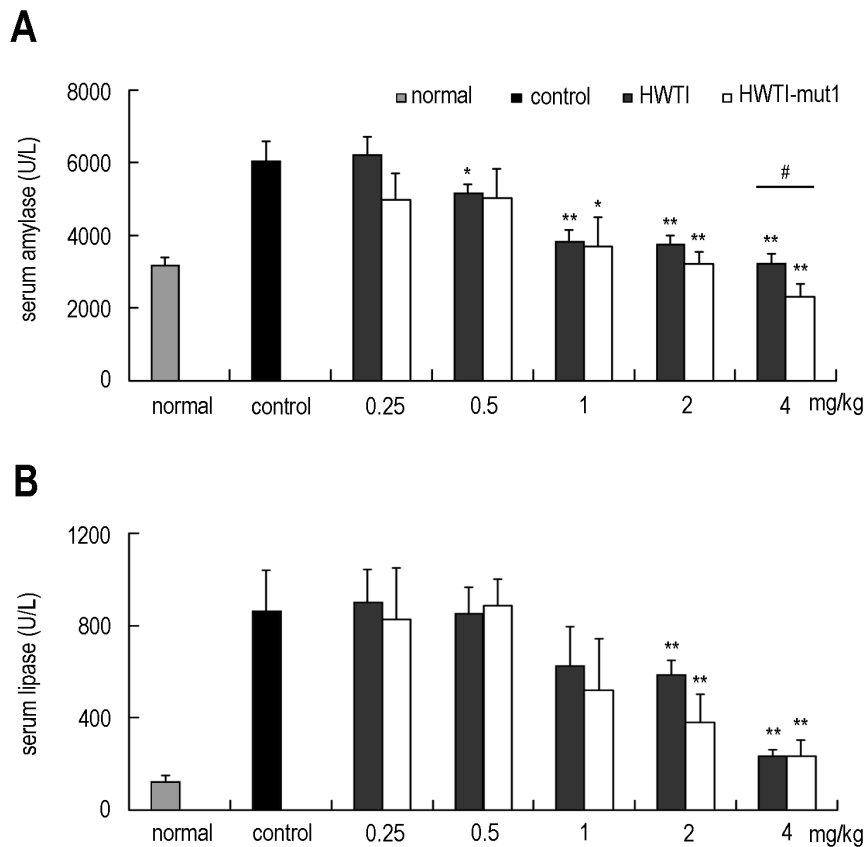 A
8000
normal control HWTI HWTI-mut1
6000
4000
2000
0
serum amylase (U/L)
*
** *
** **
** **
#
normal control 0.25 0.5 1 2 4 mg/kg
B
1200
800
400
0
serum lipase (U/L)
** **
** **
normal control 0.25 0.5 1 2 4 mg/kg